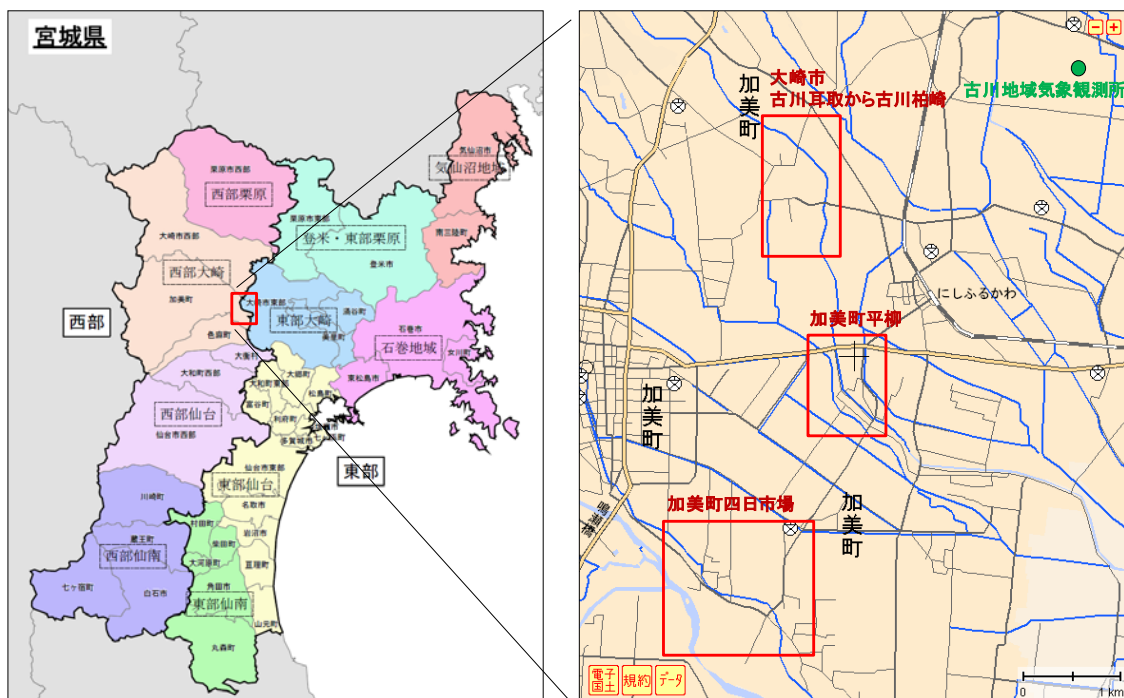 宮城県
気仙沼市
気仙沼地域
栗原市西部
西部栗原
南三陸町
栗原市東部
登米・東部栗原
登米市
大崎市西部
西部大崎
加美町
色麻町
大崎市東部
東部大崎
涌谷町
美里町
石巻市
石巻地域
女川町
東松島市
西部
大衡村
大和町西部
大和町東部
大郷町
松島町
富谷町
利府町
多賀城市
七ヶ浜町
西部仙台
仙台市西部
仙台市東部
東部仙台
東部
名取市
川崎町
村田町
柴田町
岩沼市
蔵王町
西部仙南
大河原町
亘理町
角田市
七ヶ宿町
白石市
東部仙南
山元町
丸森町
加美町
大崎市
古川耳取から古川柏崎
古川地域気象観測所
にしふるかわ
加美町平柳
加美町
加美町四日市場
加美町
鳴瀬橋
電子国土
規約
データ
0
1 km